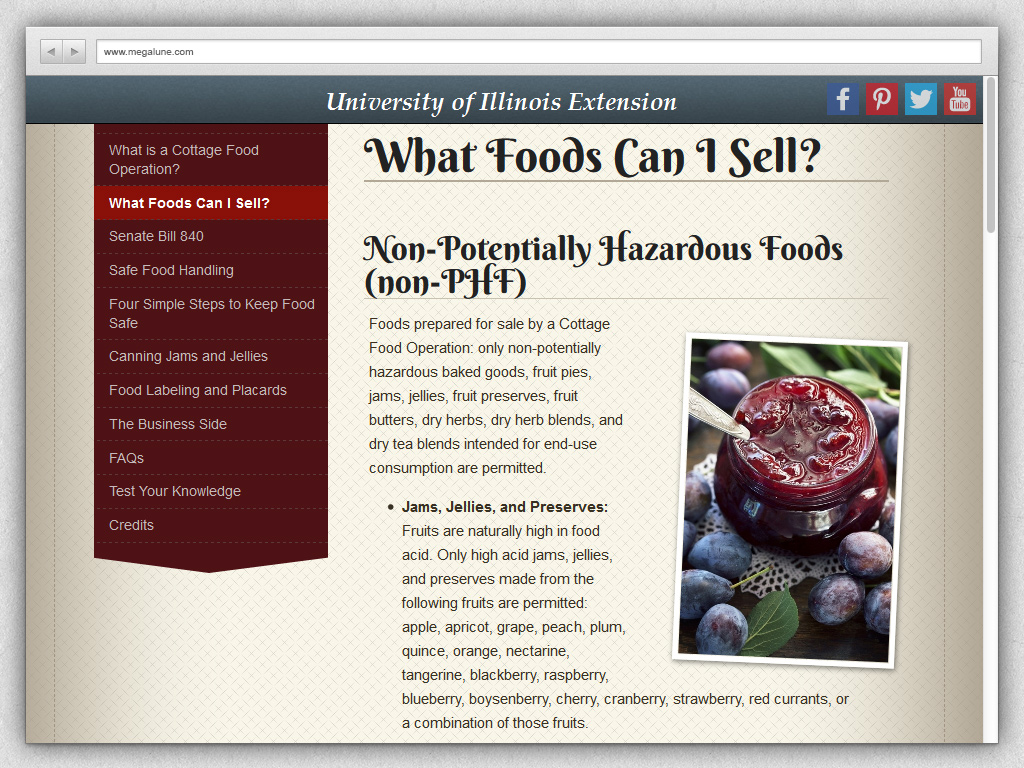 www.megalune.com
University of Illinois Extension
You
Tube
What is a Cottage Food
Operation?
What Foods Can I Sell?
Senate Bill 840
Safe Food Handling
Four Simple Steps to Keep Food
Safe
Canning Jams and Jellies
Food Labeling and Placards
The Business Side
FAQs
Test Your Knowledge
Credits
What Foods Can I Sell?
Non-Potentially Hazardous Foods
(non-PHF)
Foods prepared for sale by a Cottage
Food Operation: only non-potentially
hazardous baked goods, fruit pies,
jams, jellies, fruit preserves, fruit
butters, dry herbs, dry herb blends, and
dry tea blends intended for end-use
consumption are permitted.
• Jams, Jellies, and Preserves:
Fruits are naturally high in food
acid. Only high acid jams, jellies,
and preserves made from the
following fruits are permitted:
apple, apricot, grape, peach, plum,
quince, orange, nectarine,
tangerine, blackberry, raspberry,
blueberry, boysenberry, cherry, cranberry, strawberry, red currants, or
a combination of those fruits.